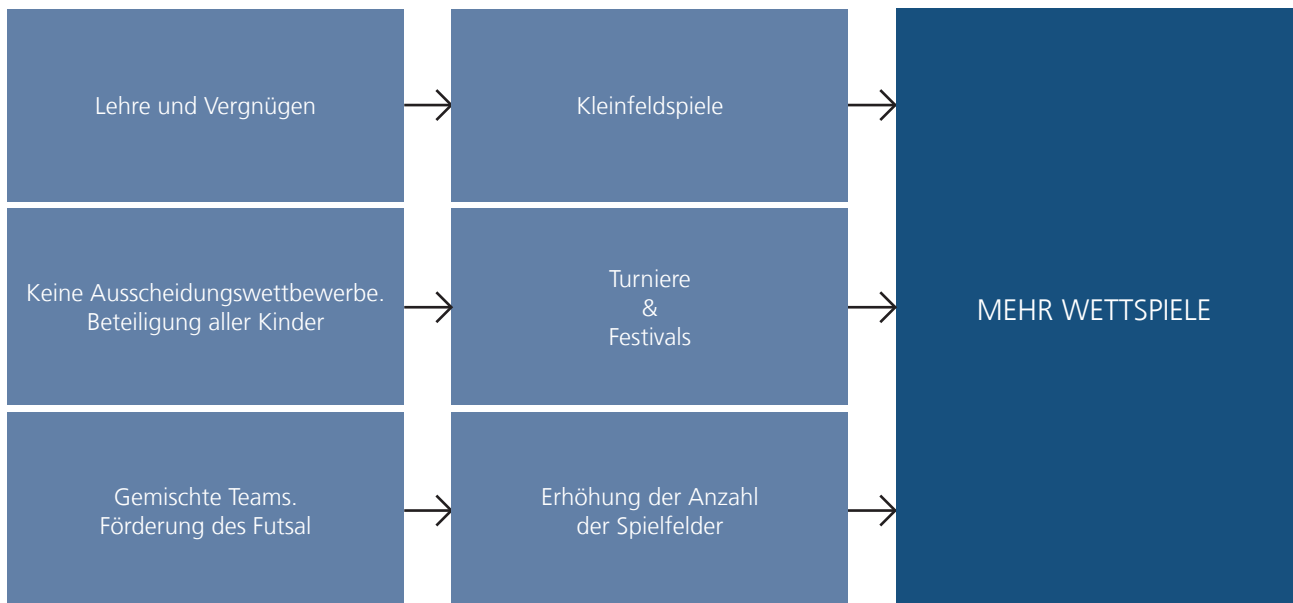 Lehre und Vergnügen
Kleinfeldspiele
Keine Ausscheidungswettbewerbe.
Beteiligung aller Kinder
Turniere
&
Festivals
MEHR WETTSPIELE
Gemischte Teams.
Förderung des Futsal
Erhöhung der Anzahl
der Spielfelder